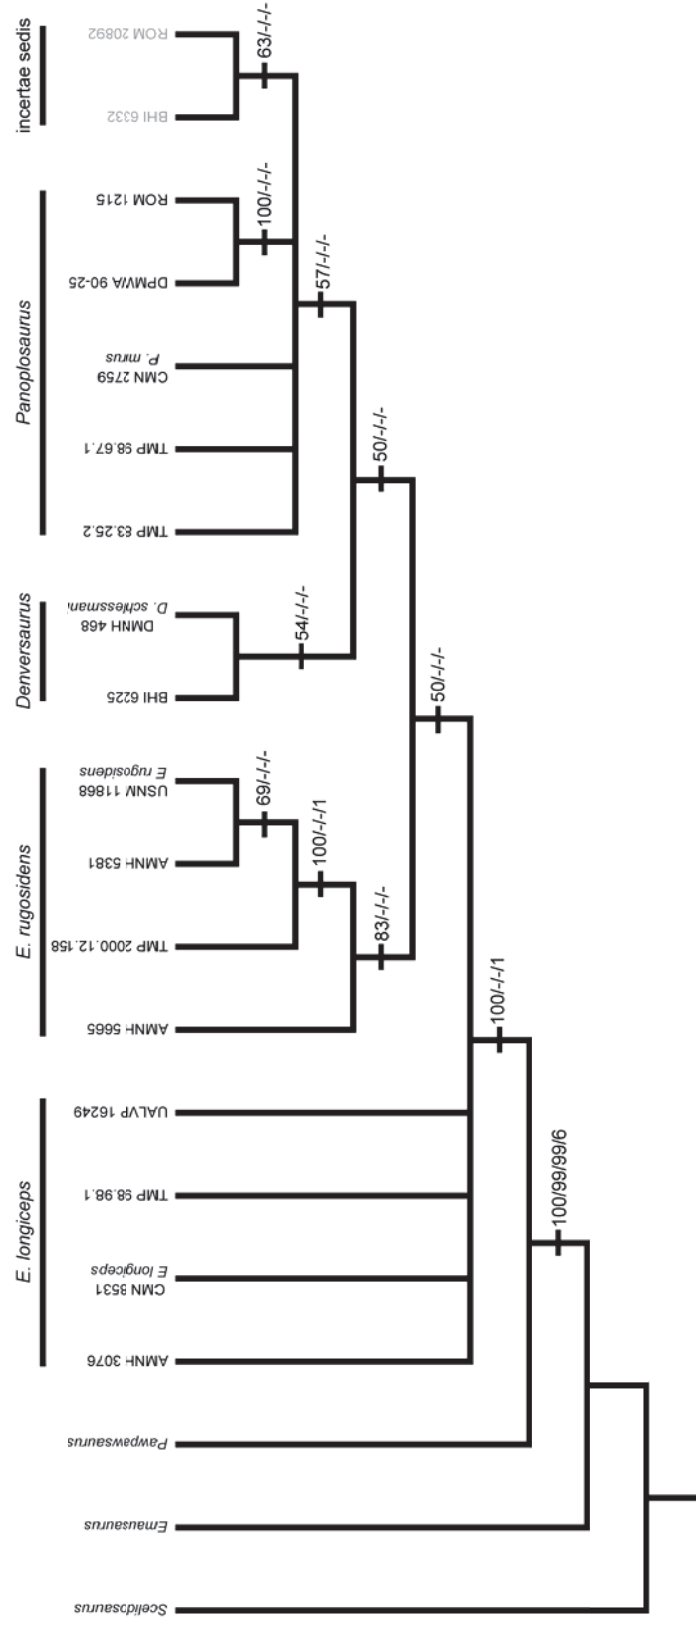 incertae sedis
ROM 20892
BHI 6332
63/-/-/-
Panoplosaurus
ROM 1215
DPMWA 90-25
100/-/-/-
CMN 2759
P. mirus
TMP 98.67.1
TMP 83.25.2
57/-/-/-
50/-/-/-
Denversaurus
DMNH 468
D. schlessmani
BHI 6225
54/-/-/-
50/-/-/-
E. rugosidens
USNM 11868
E rugosidens
AMNH 5381
TMP 2000.12.158
AMNH 5665
69/-/-/-
100/-/-/1
83/-/-/-
E. longiceps
UALVP 16249
TMP 98.98.1
CMN 8531
E longiceps
AMNH 3076
100/-/-/1
100/99/99/6
Pawpawsaurus
Emausaurus
Scelidosaurus